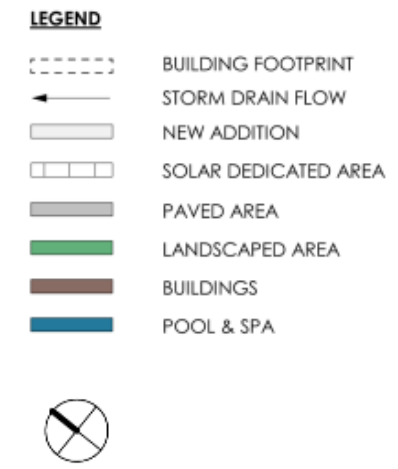 LEGEND
BUILDING FOOTPRINT
STORM DRAIN FLOW
NEW ADDITION
SOLAR DEDICATED AREA
PAVED AREA
LANDSCAPED AREA
BUILDINGS
POOL & SPA